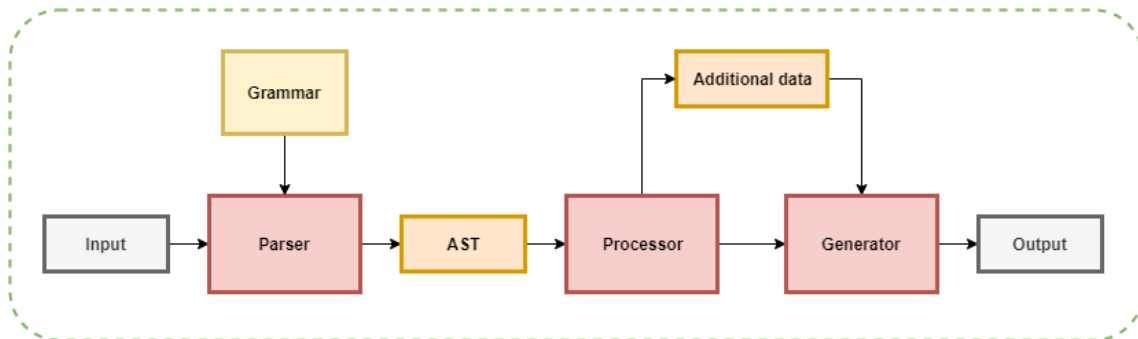 Grammar
Additional data
Input
Parser
AST
Processor
Generator
Output